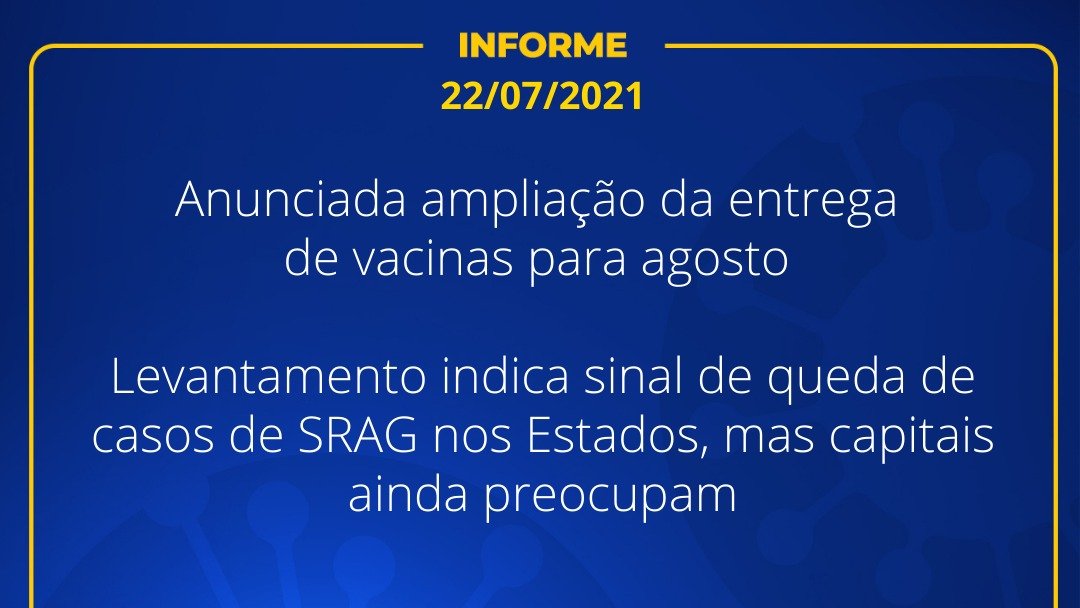 INFORME
22/07/2021
Anunciada ampliação da entrega
de vacinas para agosto
Levantamento indica sinal de queda de
casos de SRAG nos Estados, mas capitais
ainda preocupam